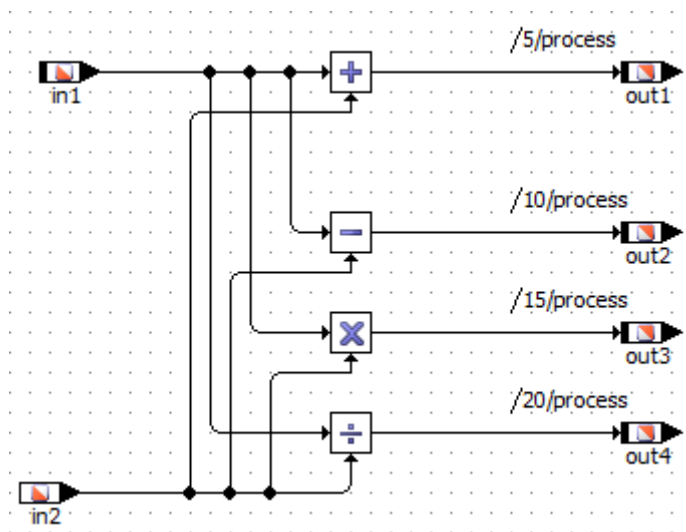 /5/process
in1
out1
/10/process
out2
/15/process
out3
/20/process
out4
in2